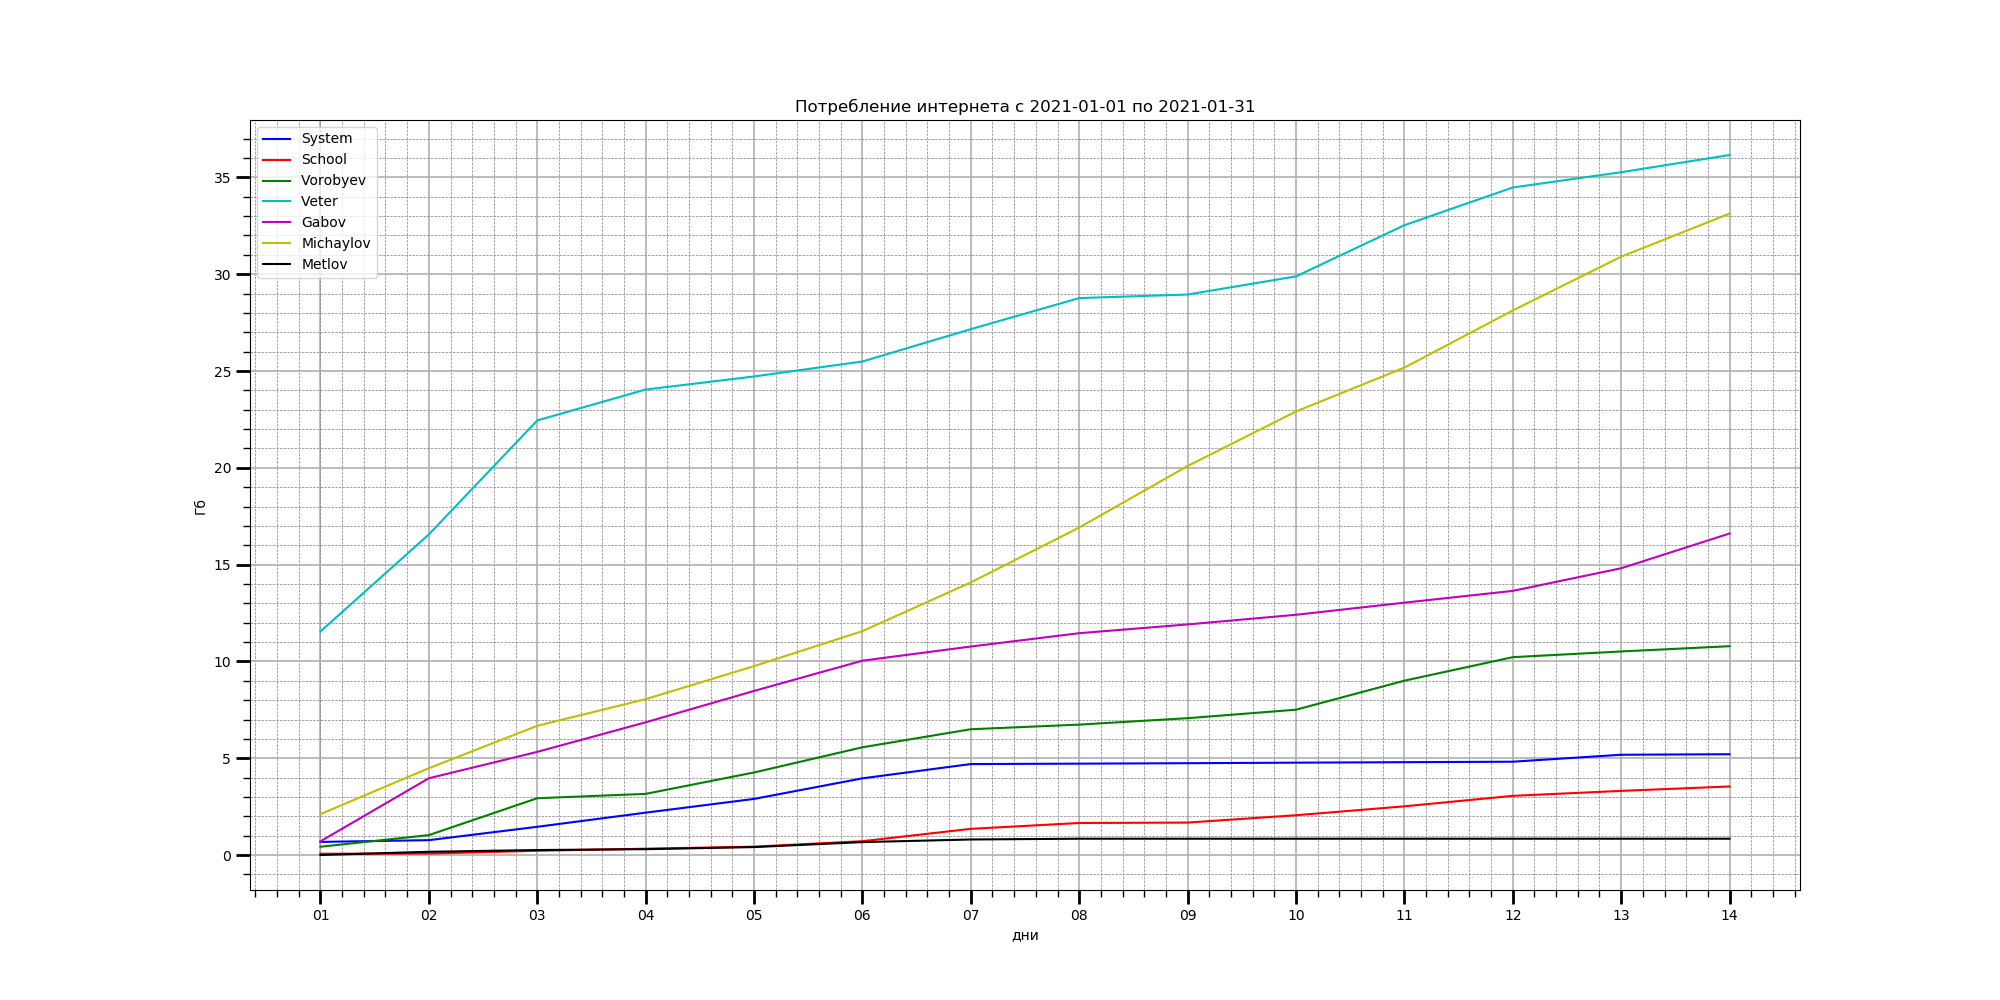 Потребление интернета с 2021-01-01 по 2021-01-31
System
School
Vorobyev
Veter
Gabov
Michaylov
Metlov
35
30
25
20
15
10
5
0
Гб
01 02 03 04 05 06 07 08 09 10 11 12 13 14
дни